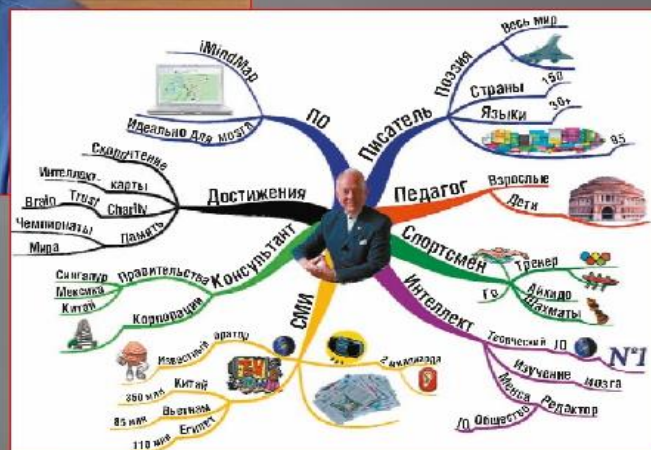 iMindMap
Идеально для мозга
ПО
Писатель
Поэзия
Весь мир
Страны
150
Языки
30+
95
Педагог
Взрослые
Дети
Спортсмен
Тренер
Айкидо
Шахматы
Го
Интеллект
Творческий IQ
№1
Изучение
мозга
Менса
Редактор
Общество
IQ
СМИ
Известный оратор
2 миллиарда
Китай
350 млн
Вьетнам
85 млн
Египет
110 млн
Консультант
Правительства
Сингапур
Мексика
Китай
Корпорации
Достижения
Скорочтение
Интеллект-
карты
Brain
Trust
Charity
Память
Чемпионаты
Мира